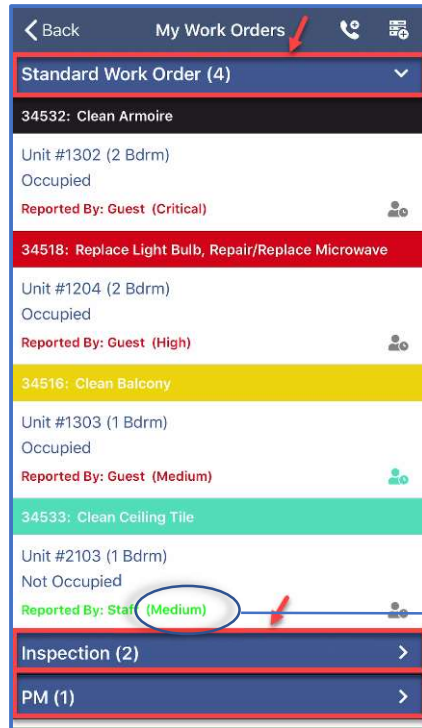 Back My Work Orders
Standard Work Order (4)
34532: Clean Armoire
Unit #1302 (2 Bdrm)
Occupied
Reported By: Guest (Critical)
34518: Replace Light Bulb, Repair/Replace Microwave
Unit #1204 (2 Bdrm)
Occupied
Reported By: Guest (High)
34516: Clean Balcony
Unit #1303 (1 Bdrm)
Occupied
Reported By: Guest (Medium)
34533: Clean Ceiling Tile
Unit #2103 (1 Bdrm)
Not Occupied
Reported By: Staff (Medium)
Inspection (2)
PM (1)